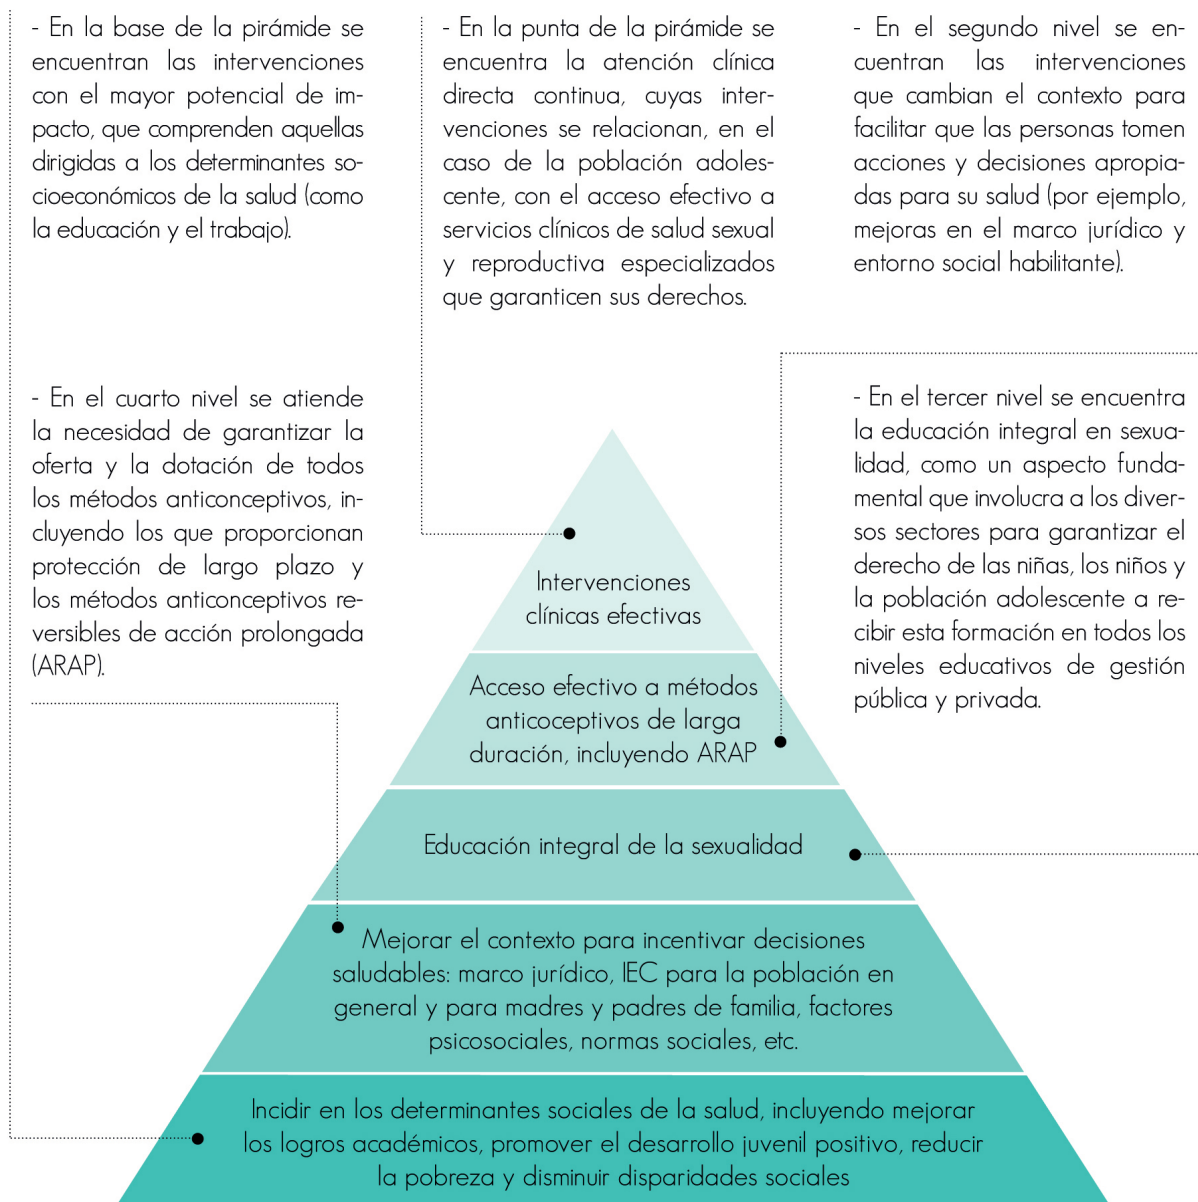 - En la base de la pirámide se
encuentran las intervenciones
con el mayor potencial de im-
pacto, que comprenden aquellas
dirigidas a los determinantes so-
cioeconómicos de la salud (como
la educación y el trabajo).
- En la punta de la pirámide se
encuentra la atención clínica
directa continua, cuyas inter-
venciones se relacionan, en el
caso de la población adoles-
cente, con el acceso efectivo a
servicios clínicos de salud sexual
y reproductiva especializados
que garanticen sus derechos.
- En el segundo nivel se en-
cuentran las intervenciones
que cambian el contexto para
facilitar que las personas tomen
acciones y decisiones apropia-
das para su salud (por ejemplo,
mejoras en el marco jurídico y
entorno social habilitante).
- En el cuarto nivel se atiende
la necesidad de garantizar la
oferta y la dotación de todos
los métodos anticonceptivos, in-
cluyendo los que proporcionan
protección de largo plazo y
los métodos anticonceptivos re-
versibles de acción prolongada
(ARAP).
- En el tercer nivel se encuentra
la educación integral en sexua-
lidad, como un aspecto funda-
mental que involucra a los diver-
sos sectores para garantizar el
derecho de las niñas, los niños y
la población adolescente a re-
cibir esta formación en todos los
niveles educativos de gestión
pública y privada.
Intervenciones
clínicas efectivas
Acceso efectivo a métodos
anticoceptivos de larga
duración, incluyendo ARAP
Educación integral de la sexualidad
Mejorar el contexto para incentivar decisiones
saludables: marco jurídico, IEC para la población en
general y para madres y padres de familia, factores
psicosociales, normas sociales, etc.
Incidir en los determinantes sociales de la salud, incluyendo mejorar
los logros académicos, promover el desarrollo juvenil positivo, reducir
la pobreza y disminuir disparidades sociales